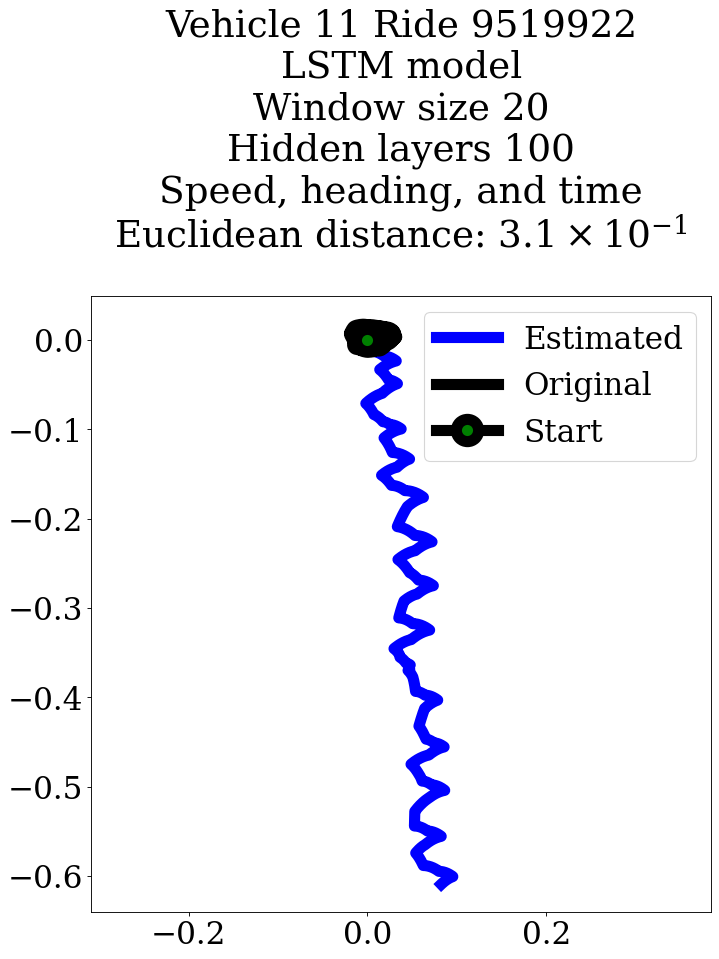 Vehicle 11 Ride 9519922
LSTM model
Window size 20
Hidden layers 100
Speed, heading, and time
Euclidean distance: 3.1 × 10⁻¹
Estimated
Original
Start
0.0
−0.1
−0.2
−0.3
−0.4
−0.5
−0.6
−0.2 0.0 0.2